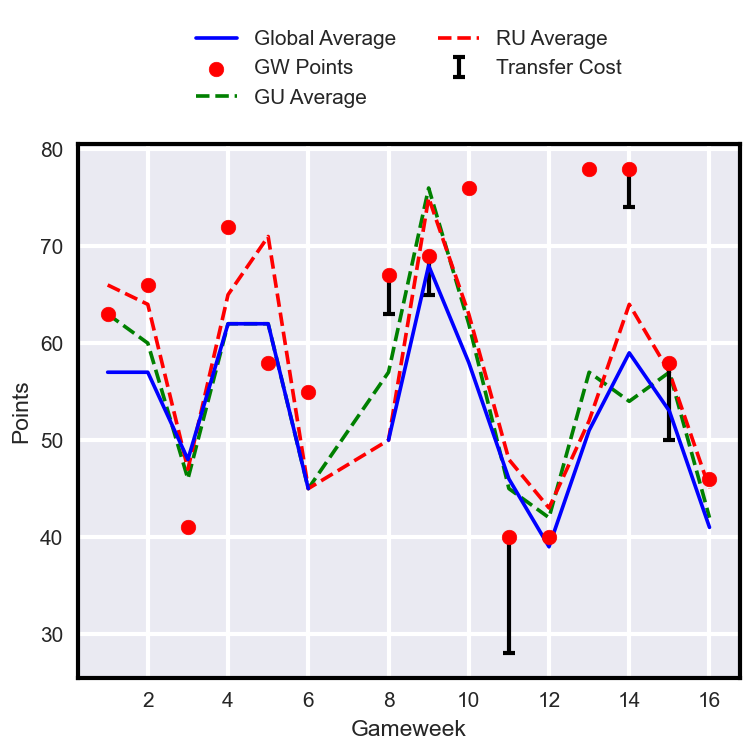 Global Average
GW Points
GU Average
RU Average
Transfer Cost
80
70
60
50
40
30
Points
2 4 6 8 10 12 14 16
Gameweek